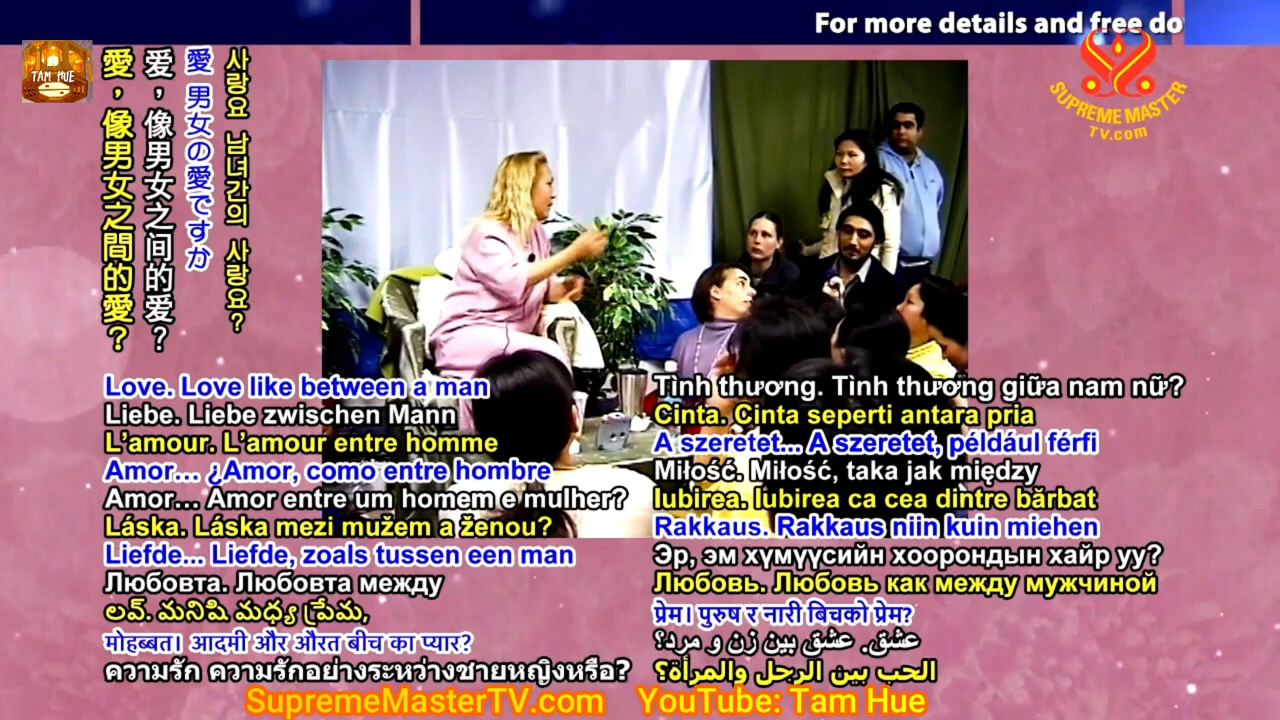 For more details and free do
TAM HUE
SUPREME MASTER
TV.com
愛，像男女之間的愛？
爱，像男女之间的爱？
愛 男女の愛ですか
사랑요 남녀간의 사랑요?
Love. Love like between a man
Liebe. Liebe zwischen Mann
L’amour. L’amour entre homme
Amor... ¿Amor, como entre hombre
Amor... Amor entre um homem e mulher?
Láska. Láska mezi mužem a ženou?
Liefde... Liefde, zoals tussen een man
Любовта. Любовта между
లవ్. మనిషి మధ్య ప్రేమ,
मोहब्बत। आदमी और औरत बीच का प्यार?
ความรัก ความรักอย่างระหว่างชายหญิงหรือ?
Tình thương. Tình thương giữa nam nữ?
Cinta. Cinta seperti antara pria
A szeretet... A szeretet, például férfi
Miłość. Miłość, taka jak między
Iubirea. Iubirea ca cea dintre bărbat
Rakkaus. Rakkaus niin kuin miehen
Эр, эм хүмүүсийн хоорондын хайр уу?
Любовь. Любовь как между мужчиной
प्रेम। पुरुष र नारी बिचको प्रेम?
عشق. عشق بین زن و مرد؟
الحب بين الرجل والمرأة؟
SupremeMasterTV.com YouTube: Tam Hue